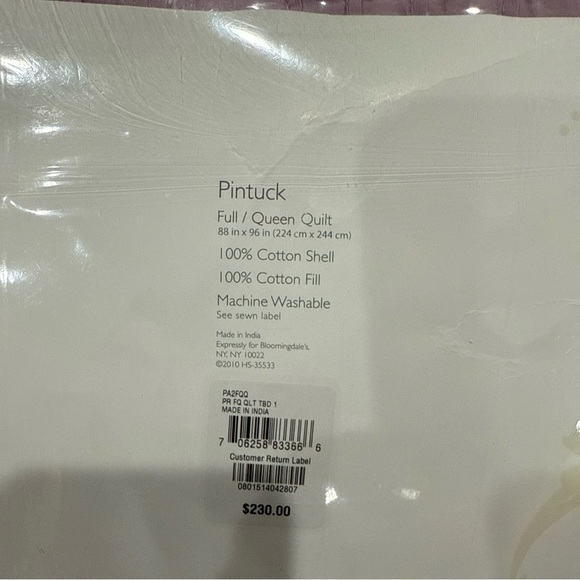 Pintuck
Full / Queen Quilt
88 in x 96 in (224 cm x 244 cm)
100% Cotton Shell
100% Cotton Fill
Machine Washable
See sewn label
Made in India
Expressly for Bloomingdale's,
NY, NY 10022
©2010 HS-35533
PA2FQQ
PR FQ QLT TBD 1
MADE IN INDIA
7 06258 83366 6
Customer Return Label
0801514042807
$230.00